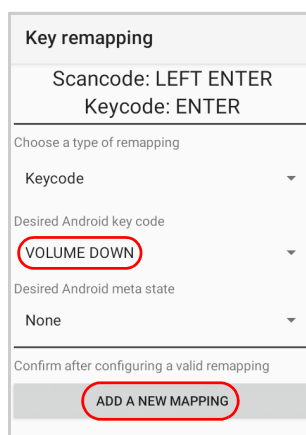 Key remapping
Scancode: LEFT ENTER
Keycode: ENTER
Choose a type of remapping
Keycode
Desired Android key code
VOLUME DOWN
Desired Android meta state
None
Confirm after configuring a valid remapping
ADD A NEW MAPPING